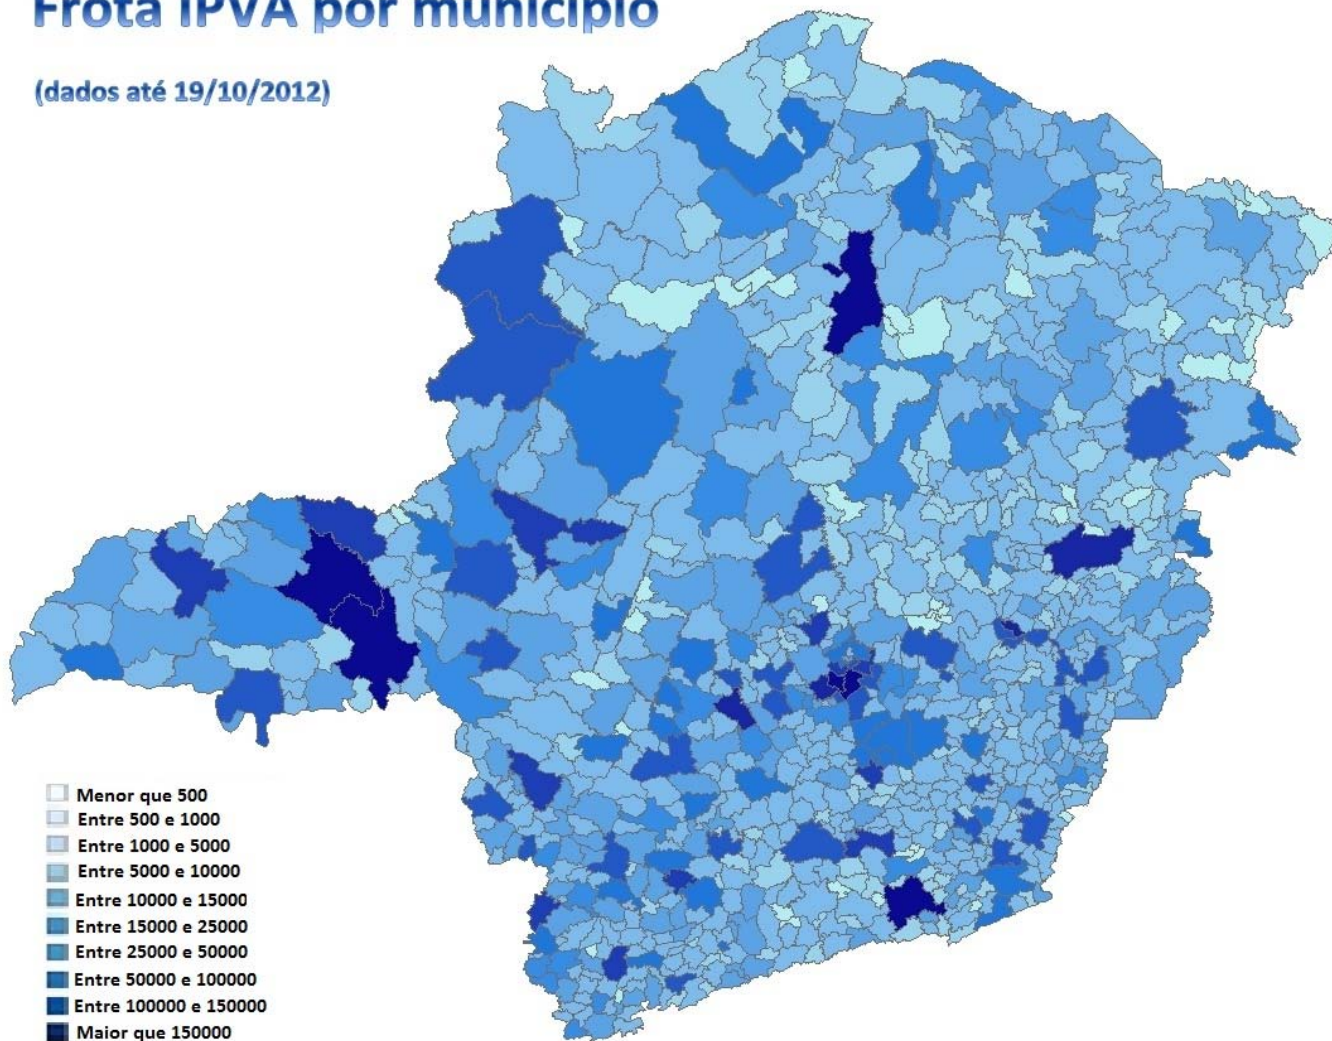 Frota IPVA por município
(dados até 19/10/2012)
Menor que 500
Entre 500 e 1000
Entre 1000 e 5000
Entre 5000 e 10000
Entre 10000 e 15000
Entre 15000 e 25000
Entre 25000 e 50000
Entre 50000 e 100000
Entre 100000 e 150000
Maior que 150000